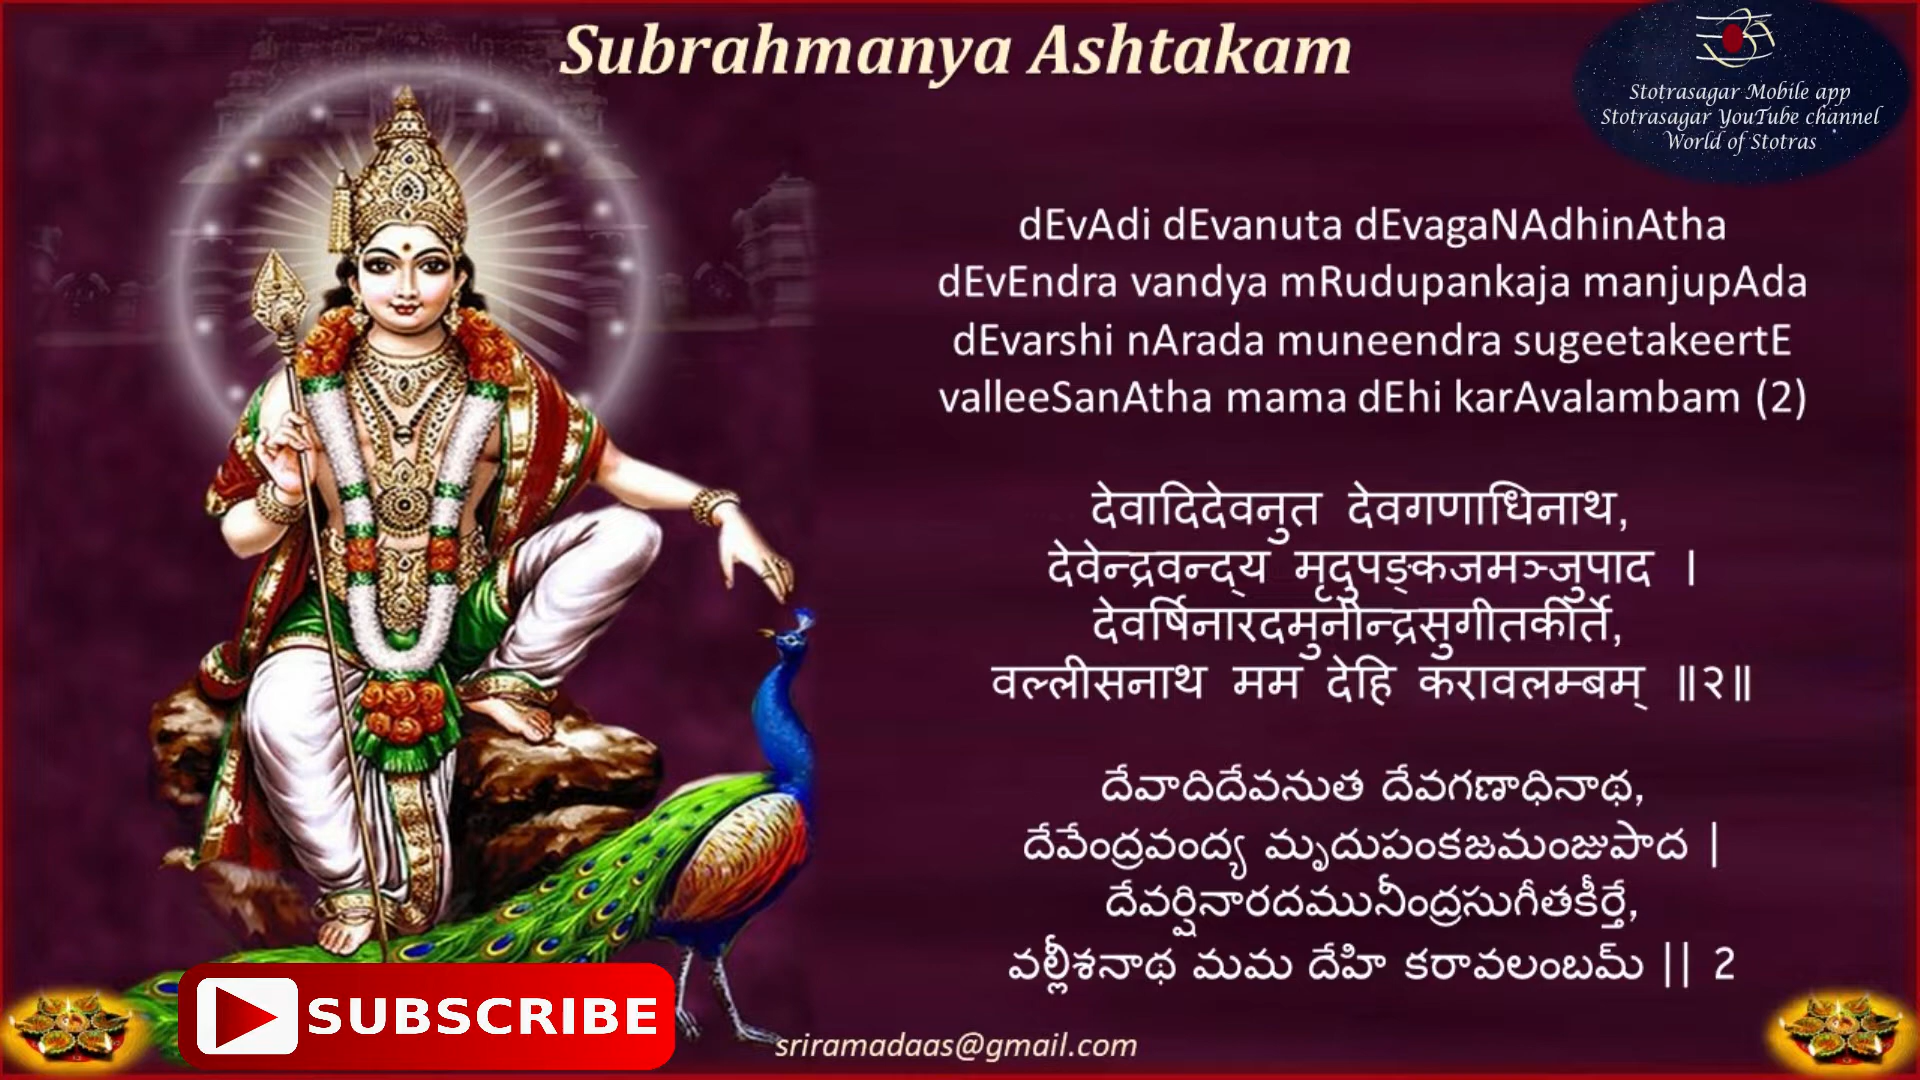 Subrahmanya Ashtakam
Stotrasagar Mobile app
Stotrasagar YouTube channel
World of Stotras
dEvAdi dEvanuta dEvagaNAdhinAtha
dEvEndra vandya mRudupankaja manjupAda
dEvarshi nArada muneendra sugeetakeertE
valleeSanAtha mama dEhi karAvalambam (2)
देवादिदेवनुत देवगणाधिनाथ,
देवेन्द्रवन्द्य मृदुपङ्कजमञ्जुपाद ।
देवर्षिनारदमुनीन्द्रसुगीतकीर्ते,
वल्लीसनाथ मम देहि करावलम्बम् ॥२॥
దేవాదిదేవనుత దేవగణాధినాథ,
దేవేంద్రవంద్య మృదుపంకజమంజుపాద |
దేవర్షినారదమునీంద్రసుగీతకీర్తే,
వల్లీశనాథ మమ దేహి కరావలంబమ్ || 2
SUBSCRIBE
sriramadaas@gmail.com